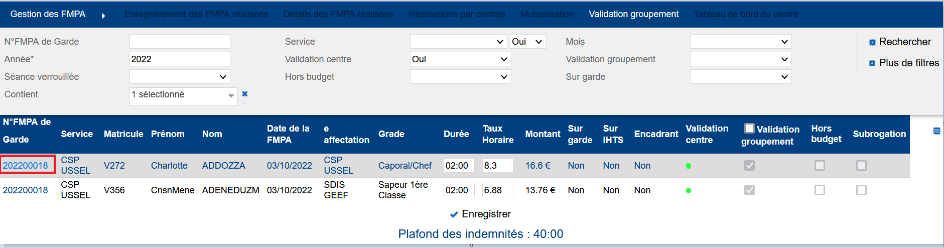 Gestion des FMPA Enregistrement des FMPA réalisées Détails des FMPA réalisées Réalisations par centres Mutualisation Validation groupement Tableau de bord du centre
N°FMPA de Garde Service Oui Mois Rechercher
Année* 2022 Validation centre Oui Validation groupement Plus de filtres
Séance verrouillée Hors budget Sur garde
Contient 1 sélectionné
N°FMPA de Garde Service Matricule Prénom Nom Date de la FMPA e affectation Grade Durée Taux Horaire Montant Sur garde Sur IHTS Encadrant Validation centre Validation groupement Hors budget Subrogation
202200018 CSP USSEL V272 Charlotte ADDOZZA 03/10/2022 CSP USSEL Caporal/Chef 02:00 8.3 16.6 € Non Non Non
202200018 CSP USSEL V356 CnsnMene ADENEDUZM 03/10/2022 SDIS GEEF Sapeur 1ère Classe 02:00 6.88 13.76 € Non Non Non
Enregistrer
Plafond des indemnités : 40:00